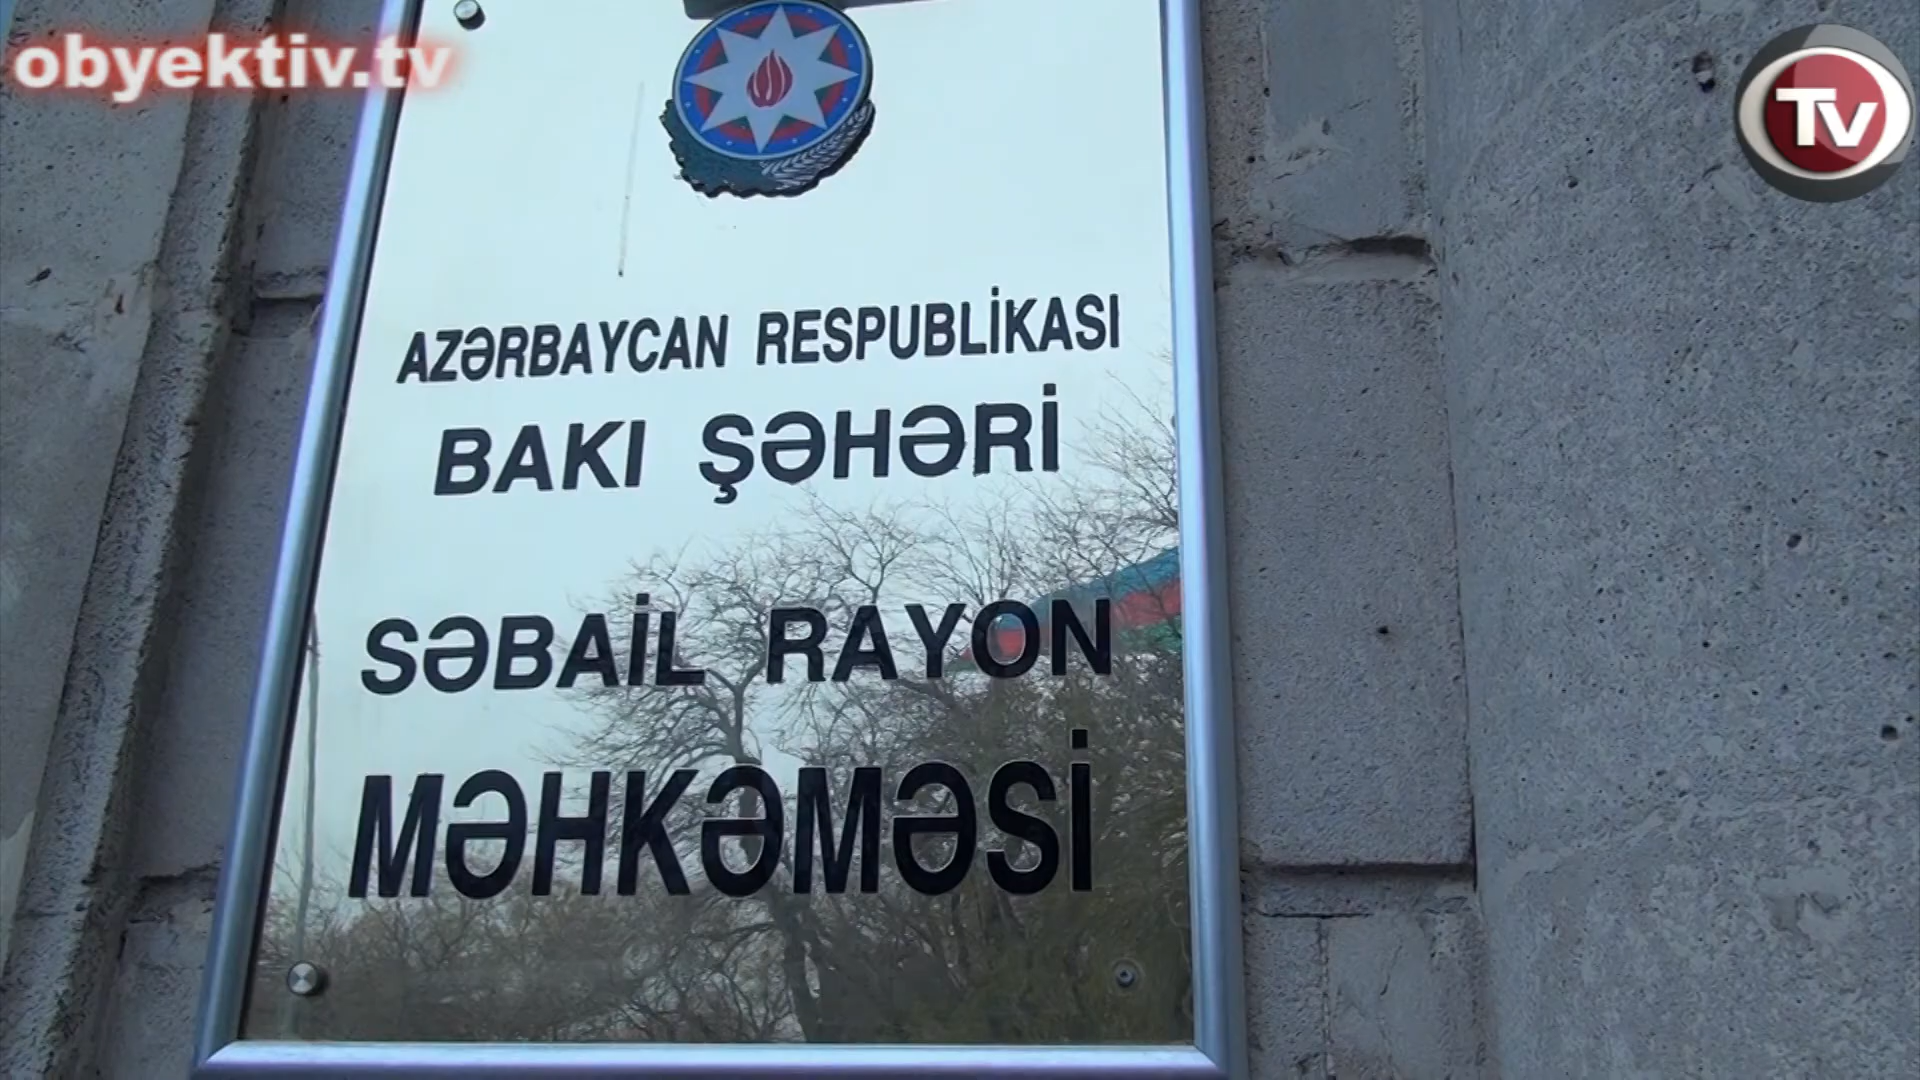 obyektiv.tv
TV
AZƏRBAYCAN RESPUBLİKASI
BAKI ŞƏHƏRİ
SƏBAİL RAYON
MƏHKƏMƏSİ